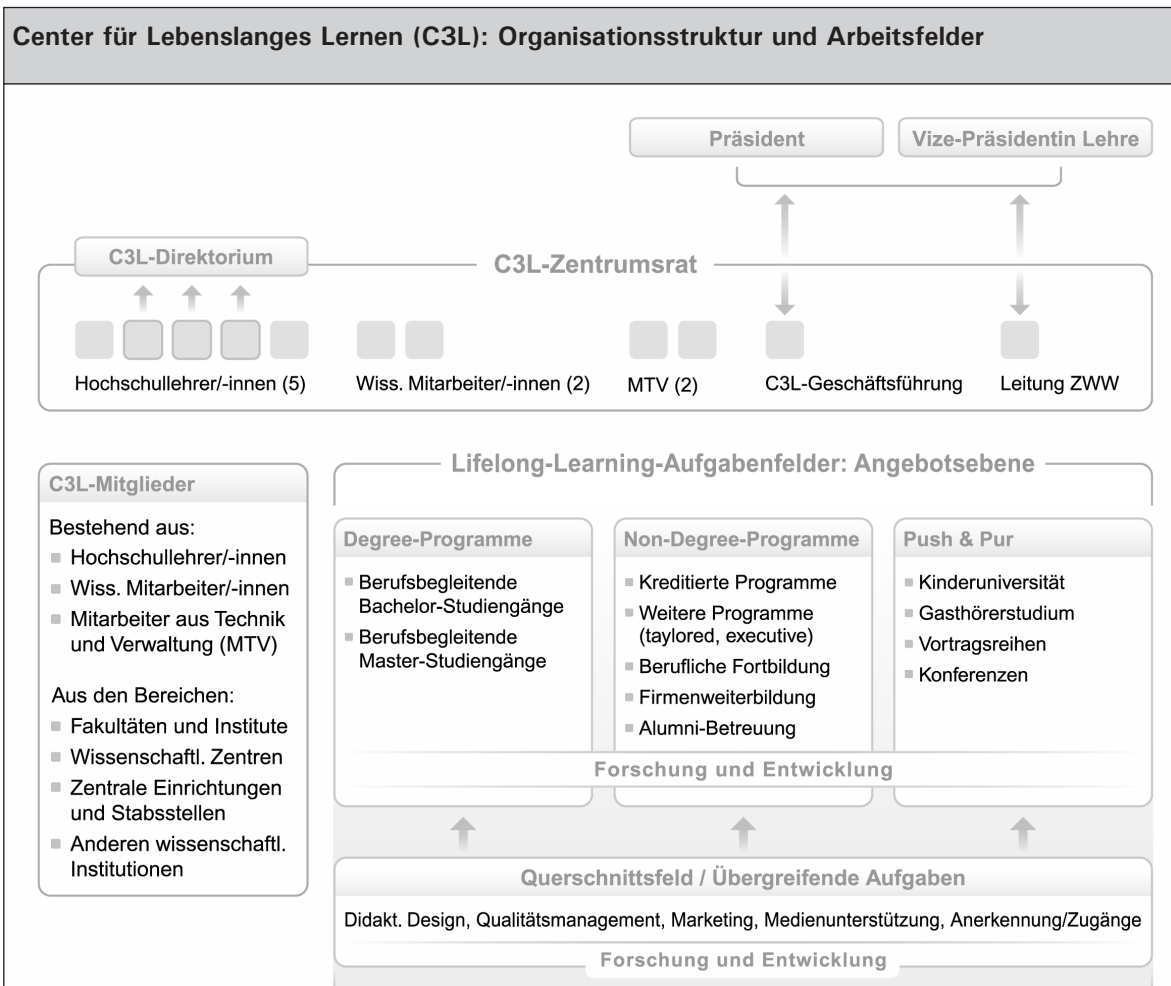 Center für Lebenslanges Lernen (C3L): Organisationsstruktur und Arbeitsfelder
Präsident
Vize-Präsidentin Lehre
C3L-Direktorium
C3L-Zentrumsrat
Hochschullehrer/-innen (5)
Wiss. Mitarbeiter/-innen (2)
MTV (2)
C3L-Geschäftsführung
Leitung ZWW
C3L-Mitglieder
Bestehend aus:
Hochschullehrer/-innen
Wiss. Mitarbeiter/-innen
Mitarbeiter aus Technik
und Verwaltung (MTV)
Aus den Bereichen:
Fakultäten und Institute
Wissenschaftl. Zentren
Zentrale Einrichtungen
und Stabsstellen
Anderen wissenschaftl.
Institutionen
Lifelong-Learning-Aufgabenfelder: Angebotsebene
Degree-Programme
Berufsbegleitende
Bachelor-Studiengänge
Berufsbegleitende
Master-Studiengänge
Non-Degree-Programme
Kreditierte Programme
Weitere Programme
(taylored, executive)
Berufliche Fortbildung
Firmenweiterbildung
Alumni-Betreuung
Push & Pur
Kinderuniversität
Gasthörerstudium
Vortragsreihen
Konferenzen
Forschung und Entwicklung
Querschnittsfeld / Übergreifende Aufgaben
Didakt. Design, Qualitätsmanagement, Marketing, Medienunterstützung, Anerkennung/Zugänge
Forschung und Entwicklung